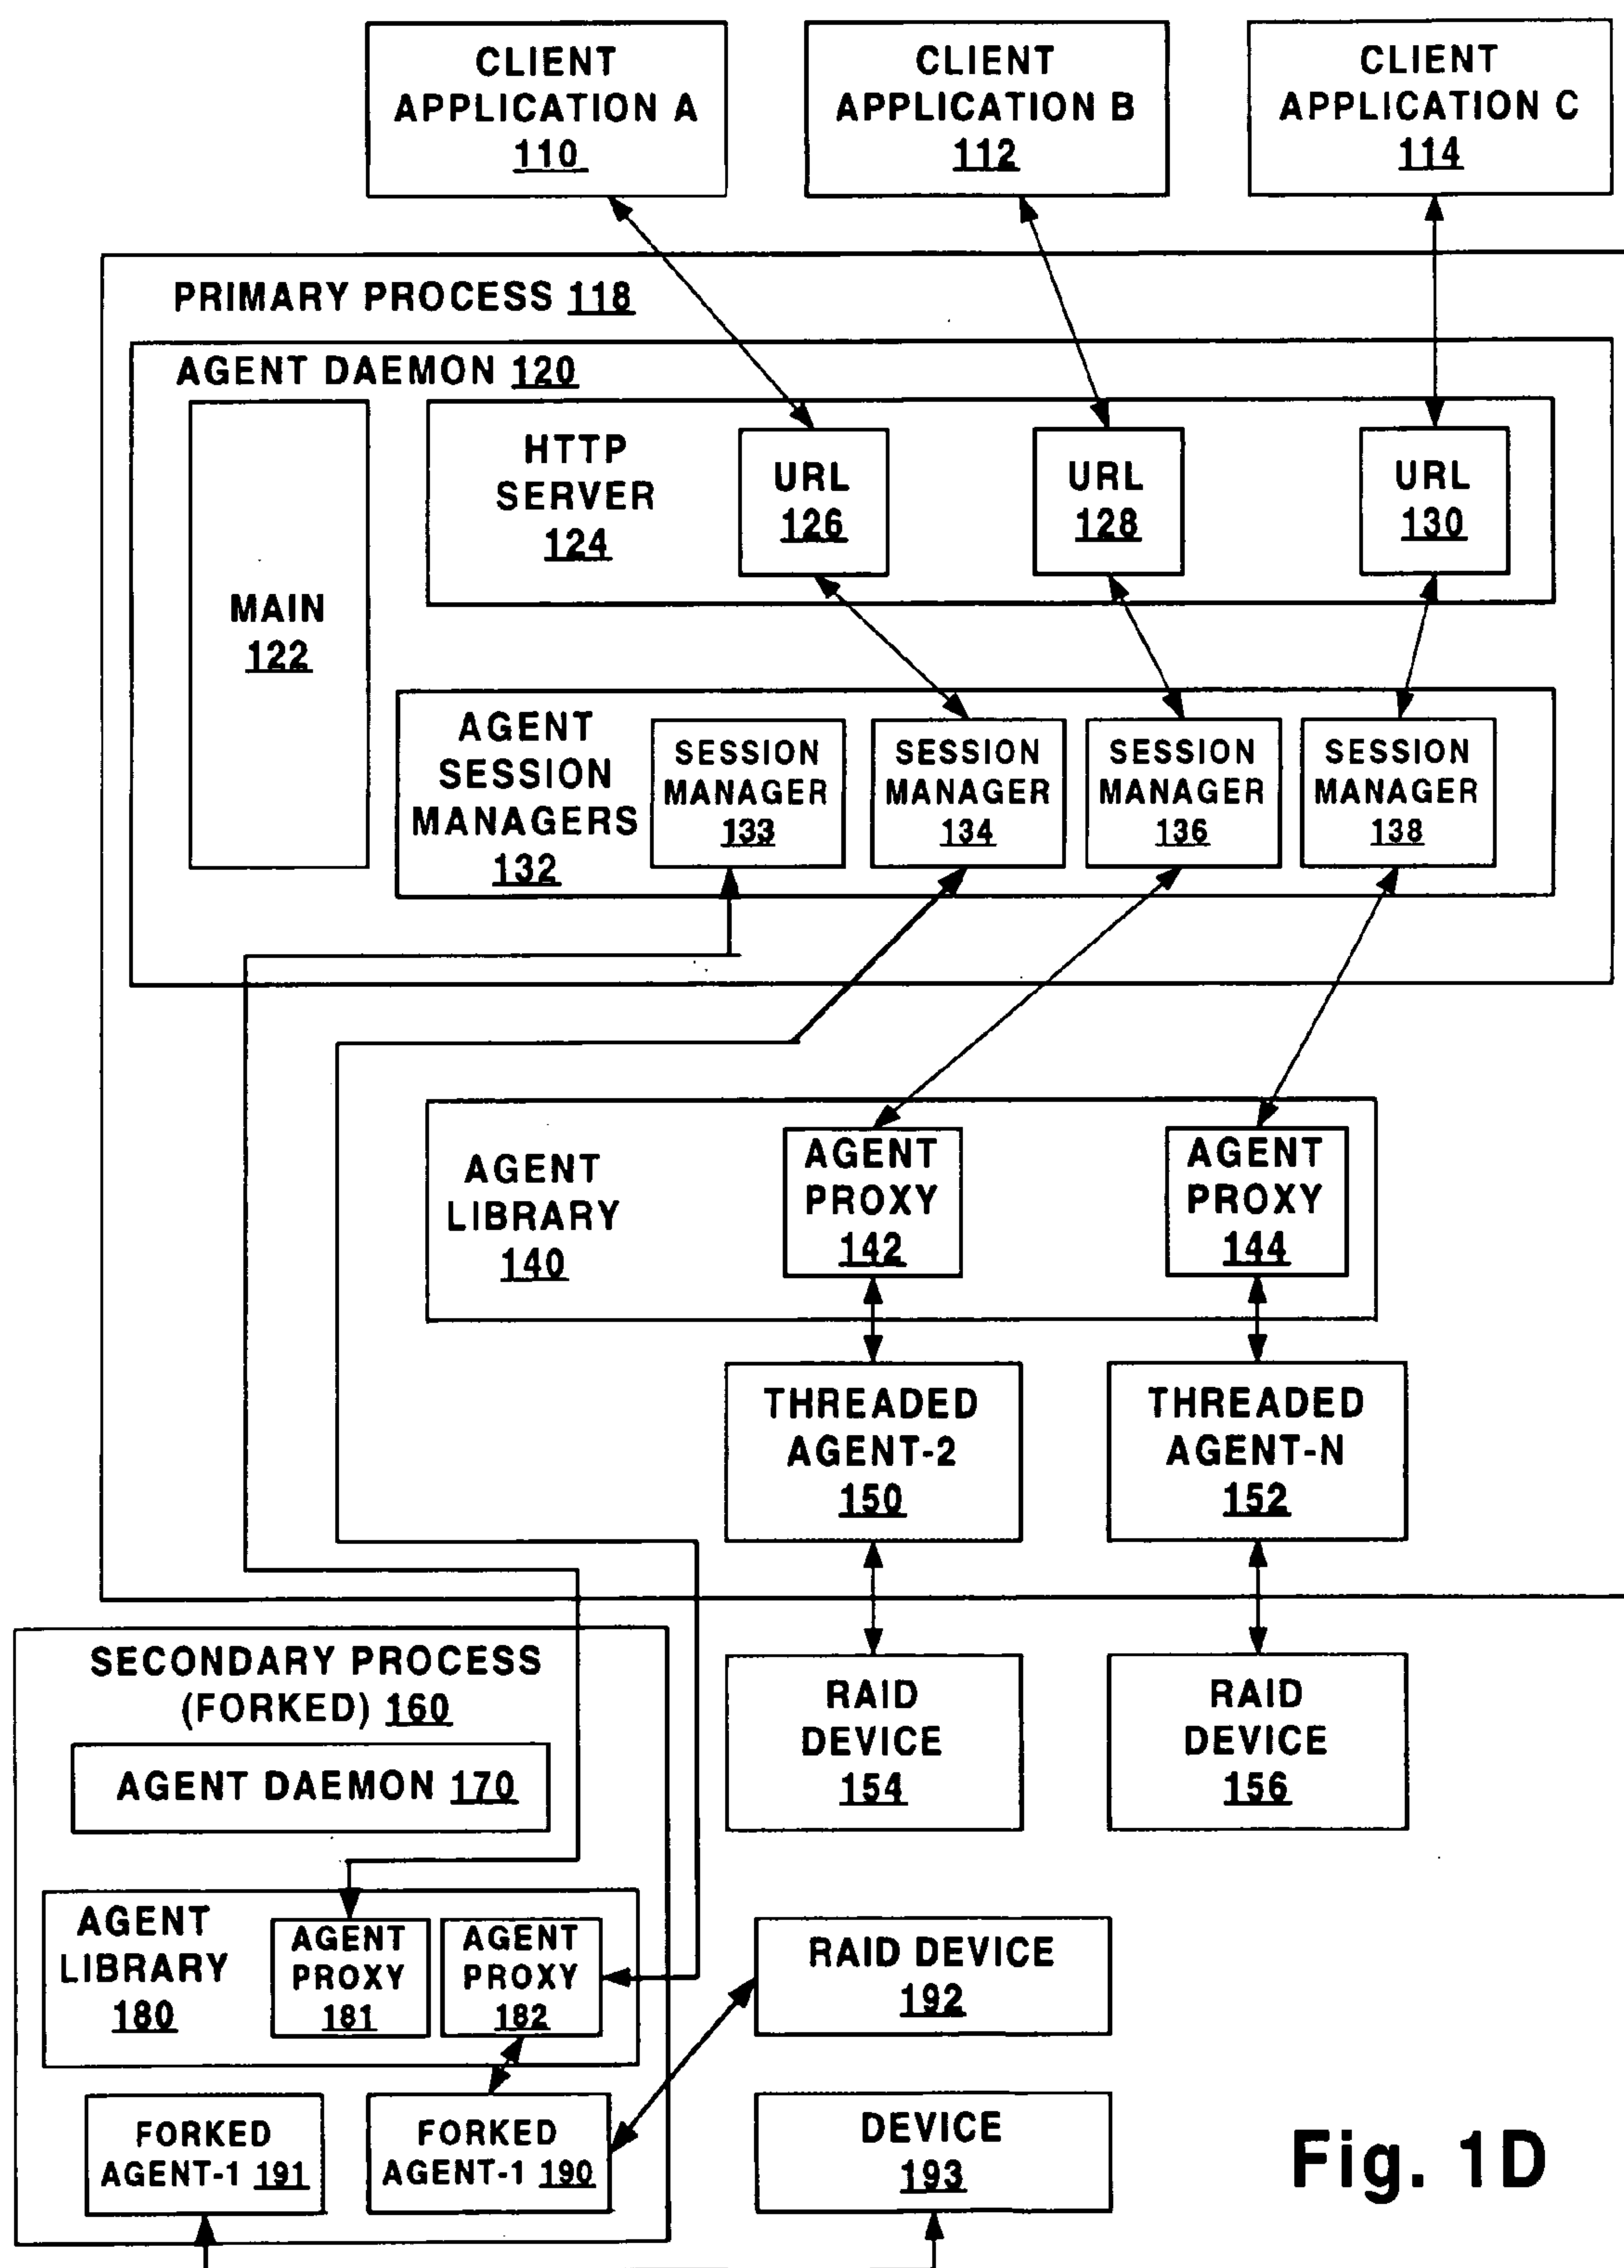 CLIENT
APPLICATION A
110
CLIENT
APPLICATION B
112
CLIENT
APPLICATION C
114
PRIMARY PROCESS 118
AGENT DAEMON 120
MAIN
122
HTTP
SERVER
124
URL
126
URL
128
URL
130
AGENT
SESSION
MANAGERS
132
SESSION
MANAGER
133
SESSION
MANAGER
134
SESSION
MANAGER
136
SESSION
MANAGER
138
AGENT
LIBRARY
140
AGENT
PROXY
142
AGENT
PROXY
144
THREADED
AGENT-2
150
THREADED
AGENT-N
152
SECONDARY PROCESS
(FORKED) 160
AGENT DAEMON 170
RAID
DEVICE
154
RAID
DEVICE
156
AGENT
LIBRARY
180
AGENT
PROXY
181
AGENT
PROXY
182
RAID DEVICE
192
FORKED
AGENT-1 191
FORKED
AGENT-1 190
DEVICE
193
Fig. 1D